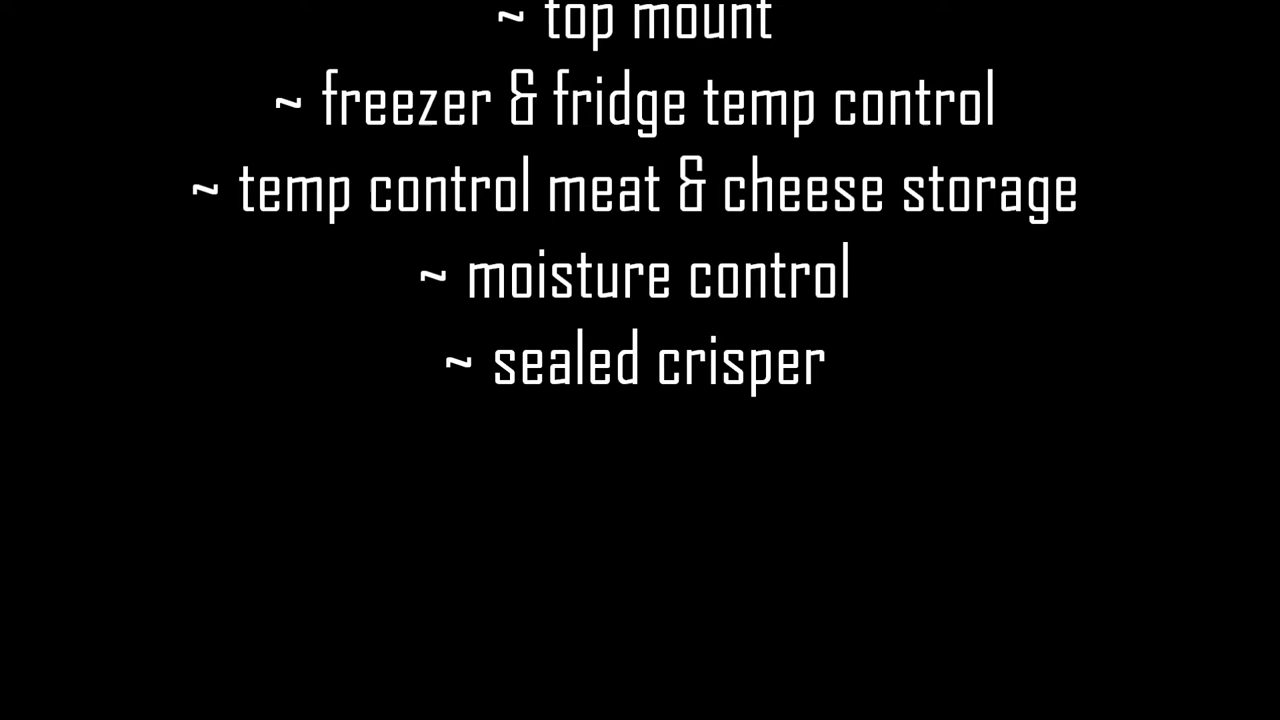 ~ top mount
~ freezer & fridge temp control
~ temp control meat & cheese storage
~ moisture control
~ sealed crisper